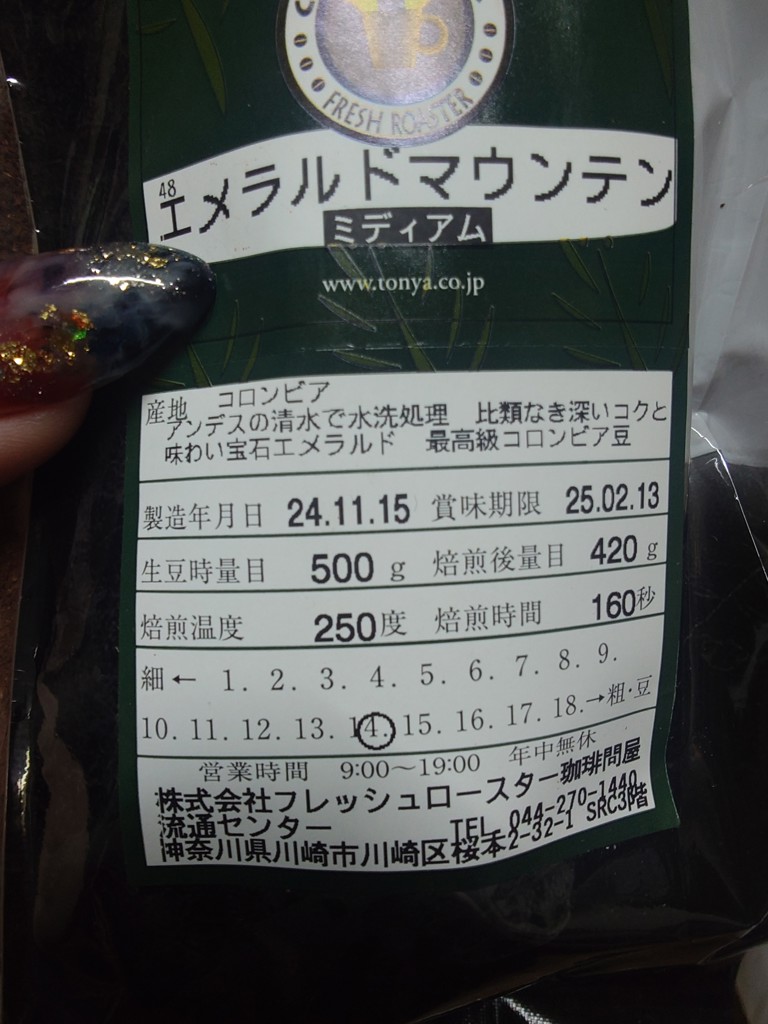 FRESH ROASTER
48
エメラルドマウンテン
ミディアム
www.tonya.co.jp
産地 コロンビア
アンデスの清水で水洗処理 比類なき深いコクと
味わい宝石エメラルド 最高級コロンビア豆
製造年月日 24.11.15 賞味期限 25.02.13
生豆時量目 500 g 焙煎後量目 420 g
焙煎温度 250度 焙煎時間 160秒
細← 1. 2. 3. 4. 5. 6. 7. 8. 9.
10. 11. 12. 13. 14. 15. 16. 17. 18.→粗・豆
営業時間 9:00〜19:00 年中無休
株式会社フレッシュロースター珈琲問屋
流通センター TEL 044-270-1440
神奈川県川崎市川崎区桜本2-32-1 SRC3階